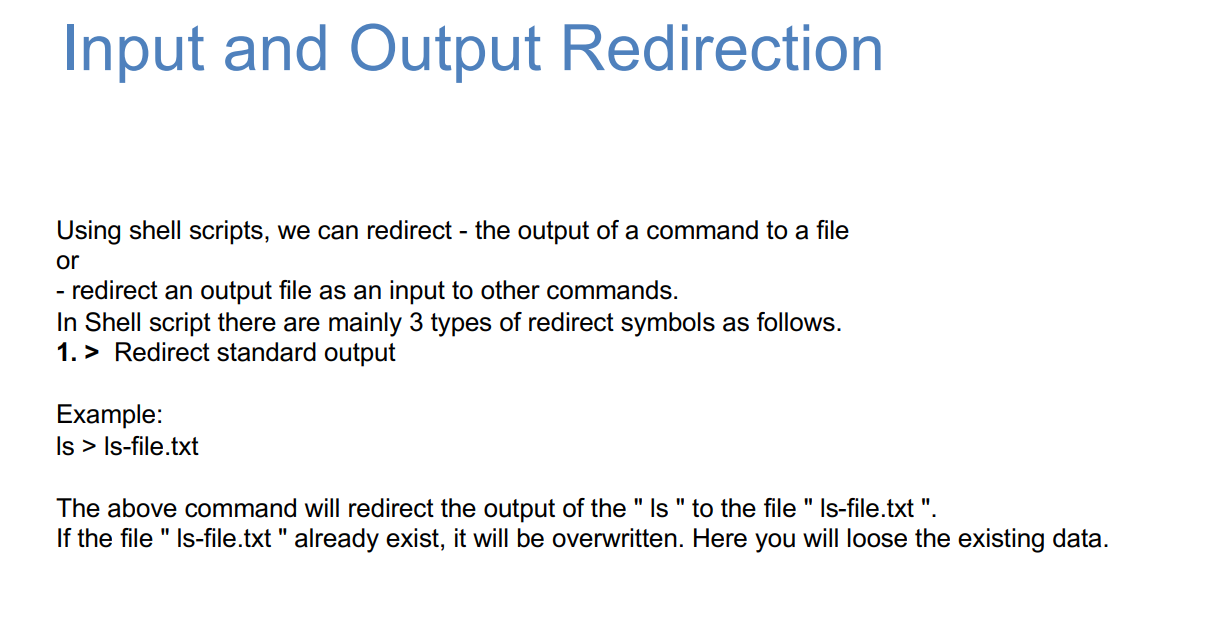 Input and Output Redirection
Using shell scripts, we can redirect - the output of a command to a file
or
- redirect an output file as an input to other commands.
In Shell script there are mainly 3 types of redirect symbols as follows.
1. > Redirect standard output
Example:
ls > ls-file.txt
The above command will redirect the output of the " ls " to the file " ls-file.txt ".
If the file " ls-file.txt " already exist, it will be overwritten. Here you will loose the existing data.